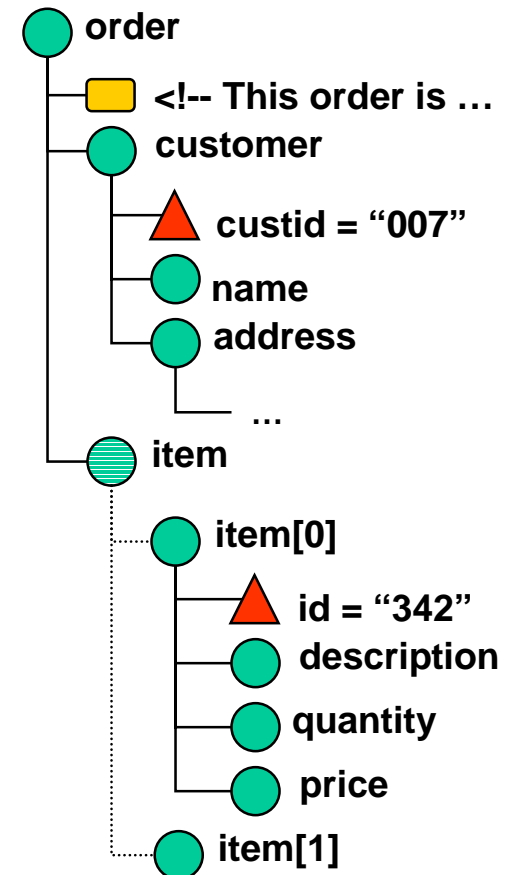 order
<!-- This order is …
customer
custid = “007”
name
address
…
item
item[0]
id = “342”
description
quantity
price
item[1]